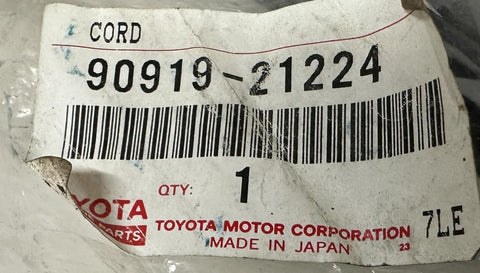 CORD
90919-21224
QTY: 1
YOTA
PARTS
TOYOTA MOTOR CORPORATION 7LE
MADE IN JAPAN 23